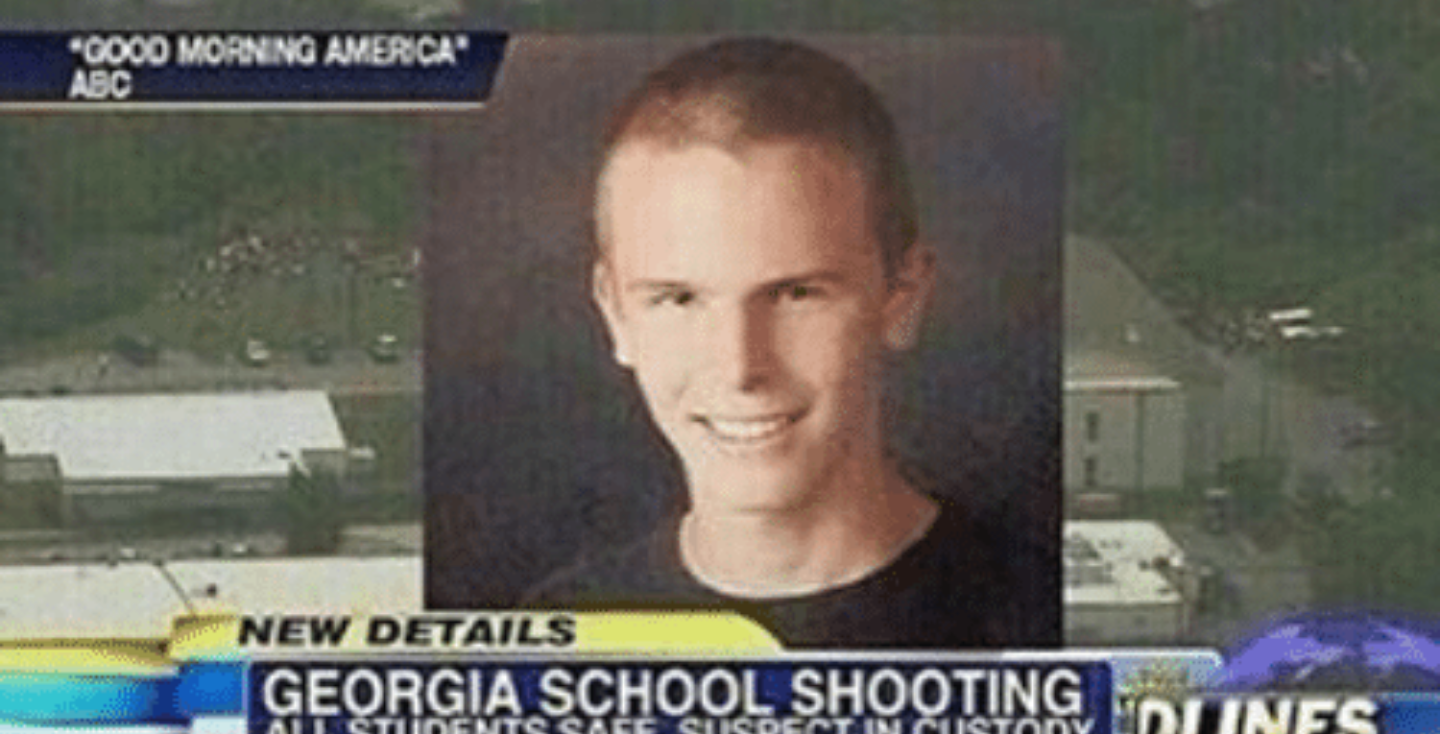 "GOOD MORNING AMERICA"
ABC
NEW DETAILS
GEORGIA SCHOOL SHOOTING
ALL STUDENTS SAFE, SUSPECT IN CUSTODY
DLINES